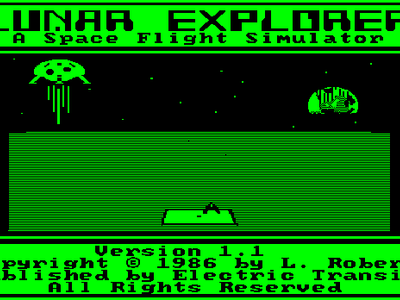 LUNAR EXPLORER
A Space Flight Simulator
Version 1.1
opyright © 1986 by L. Rober
blished by Electric Transi
All Rights Reserved